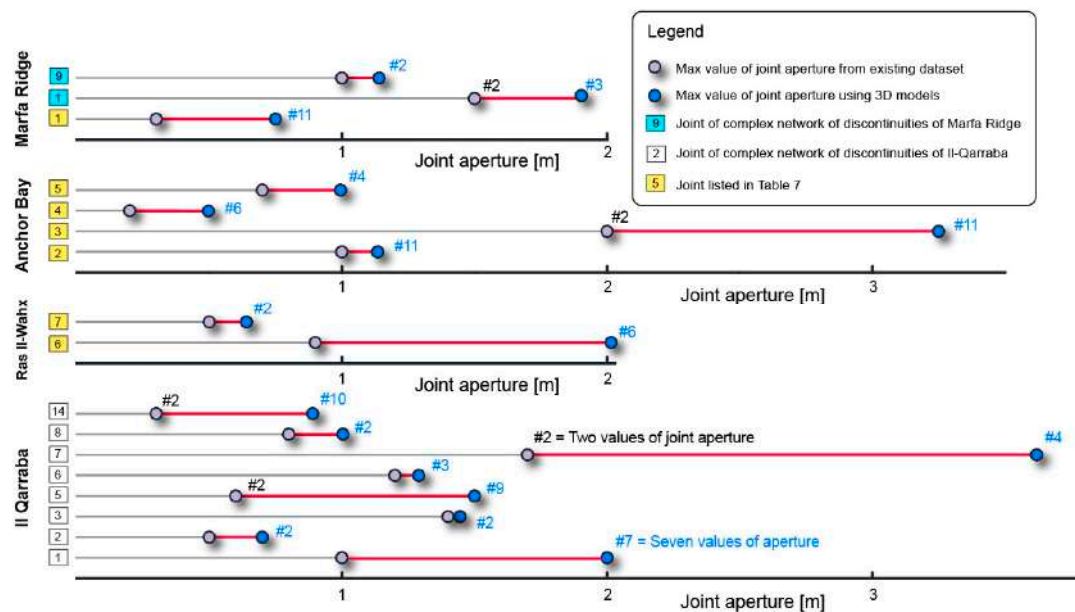 Legend
Max value of joint aperture from existing dataset
Max value of joint aperture using 3D models
9 Joint of complex network of discontinuities of Marfa Ridge
2 Joint of complex network of discontinuities of Il-Qarraba
5 Joint listed in Table 7
Marfa Ridge
9 #2
1 #2 #3
1 #11
1 2
Joint aperture [m]
Anchor Bay
5 #4
4 #6
3 #2 #11
2 #11
1 2 3
Joint aperture [m]
Ras Il-Wahx
7 #2
6 #6
1 2
Joint aperture [m]
Il Qarraba
14 #2 #10
8 #2
7 #2 = Two values of joint aperture #4
6 #3
5 #2 #9
3 #2
2 #2
1 #7 = Seven values of aperture
1 2 3
Joint aperture [m]